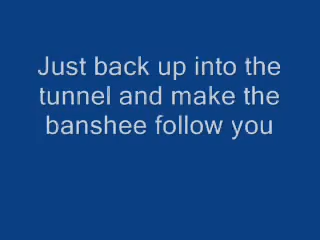 Just back up into the
tunnel and make the
banshee follow you